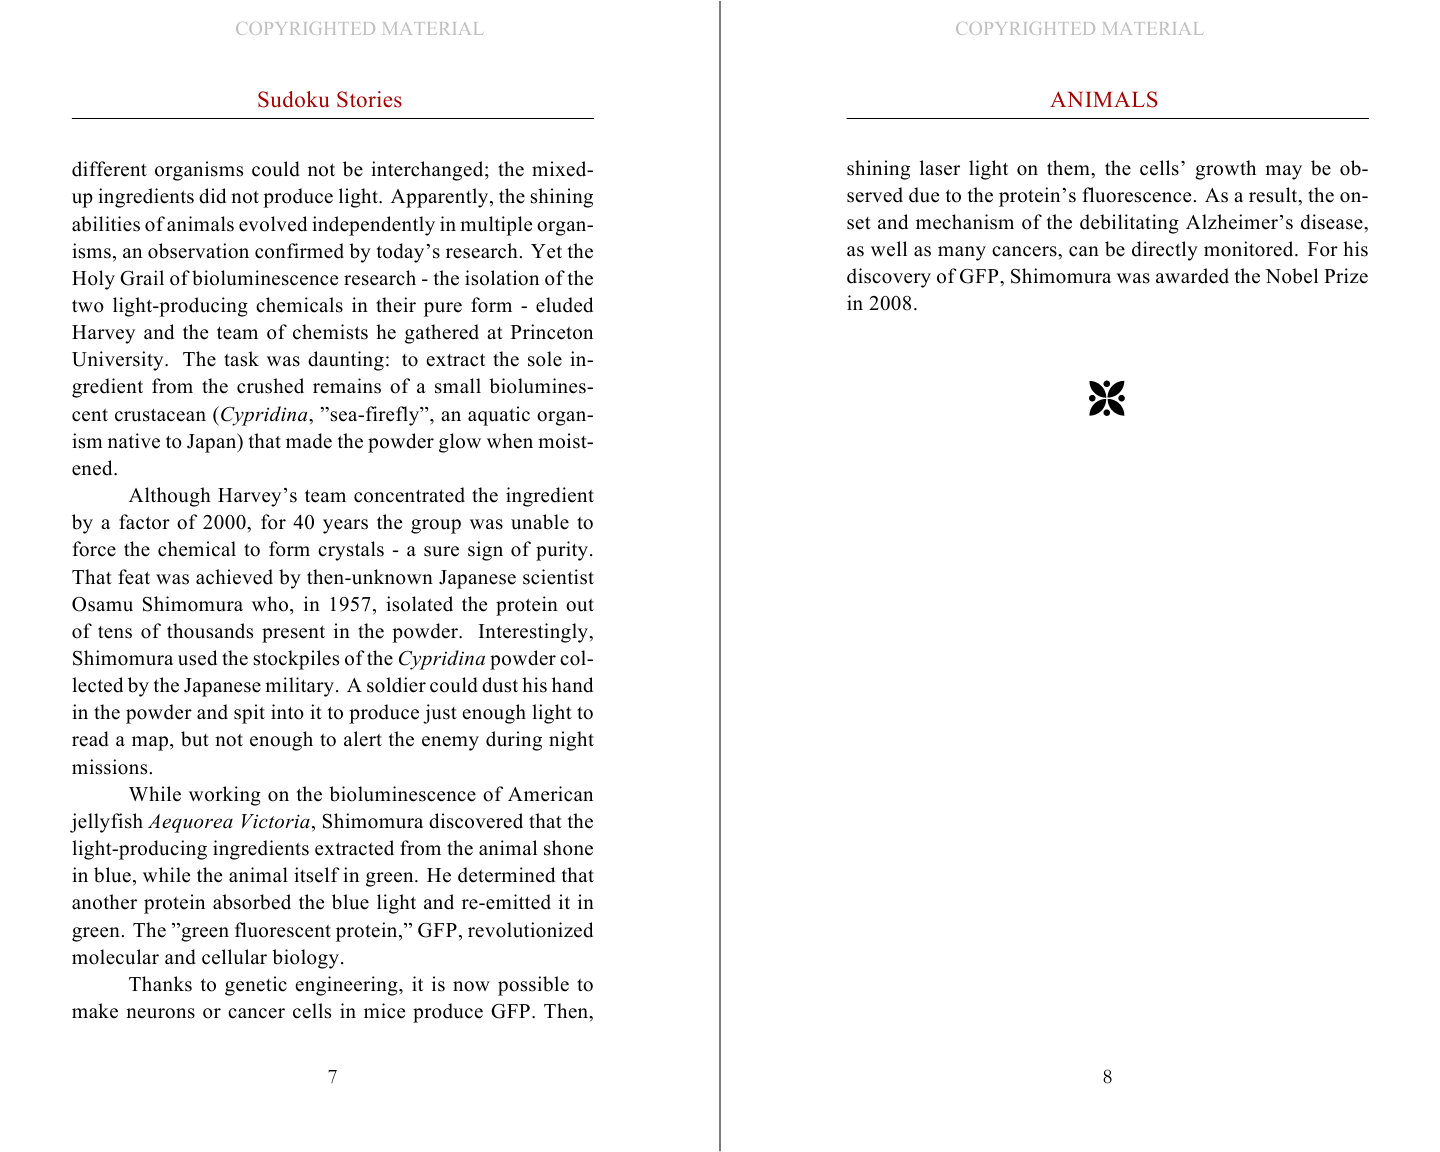 COPYRIGHTED MATERIAL
Sudoku Stories
different organisms could not be interchanged; the mixed-
up ingredients did not produce light. Apparently, the shining
abilities of animals evolved independently in multiple organ-
isms, an observation confirmed by today’s research. Yet the
Holy Grail of bioluminescence research - the isolation of the
two light-producing chemicals in their pure form - eluded
Harvey and the team of chemists he gathered at Princeton
University. The task was daunting: to extract the sole in-
gredient from the crushed remains of a small biolumines-
cent crustacean (Cypridina, ”sea-firefly”, an aquatic organ-
ism native to Japan) that made the powder glow when moist-
ened.
Although Harvey’s team concentrated the ingredient
by a factor of 2000, for 40 years the group was unable to
force the chemical to form crystals - a sure sign of purity.
That feat was achieved by then-unknown Japanese scientist
Osamu Shimomura who, in 1957, isolated the protein out
of tens of thousands present in the powder. Interestingly,
Shimomura used the stockpiles of the Cypridina powder col-
lected by the Japanese military. A soldier could dust his hand
in the powder and spit into it to produce just enough light to
read a map, but not enough to alert the enemy during night
missions.
While working on the bioluminescence of American
jellyfish Aequorea Victoria, Shimomura discovered that the
light-producing ingredients extracted from the animal shone
in blue, while the animal itself in green. He determined that
another protein absorbed the blue light and re-emitted it in
green. The ”green fluorescent protein,” GFP, revolutionized
molecular and cellular biology.
Thanks to genetic engineering, it is now possible to
make neurons or cancer cells in mice produce GFP. Then,
7
COPYRIGHTED MATERIAL
ANIMALS
shining laser light on them, the cells’ growth may be ob-
served due to the protein’s fluorescence. As a result, the on-
set and mechanism of the debilitating Alzheimer’s disease,
as well as many cancers, can be directly monitored. For his
discovery of GFP, Shimomura was awarded the Nobel Prize
in 2008.
8